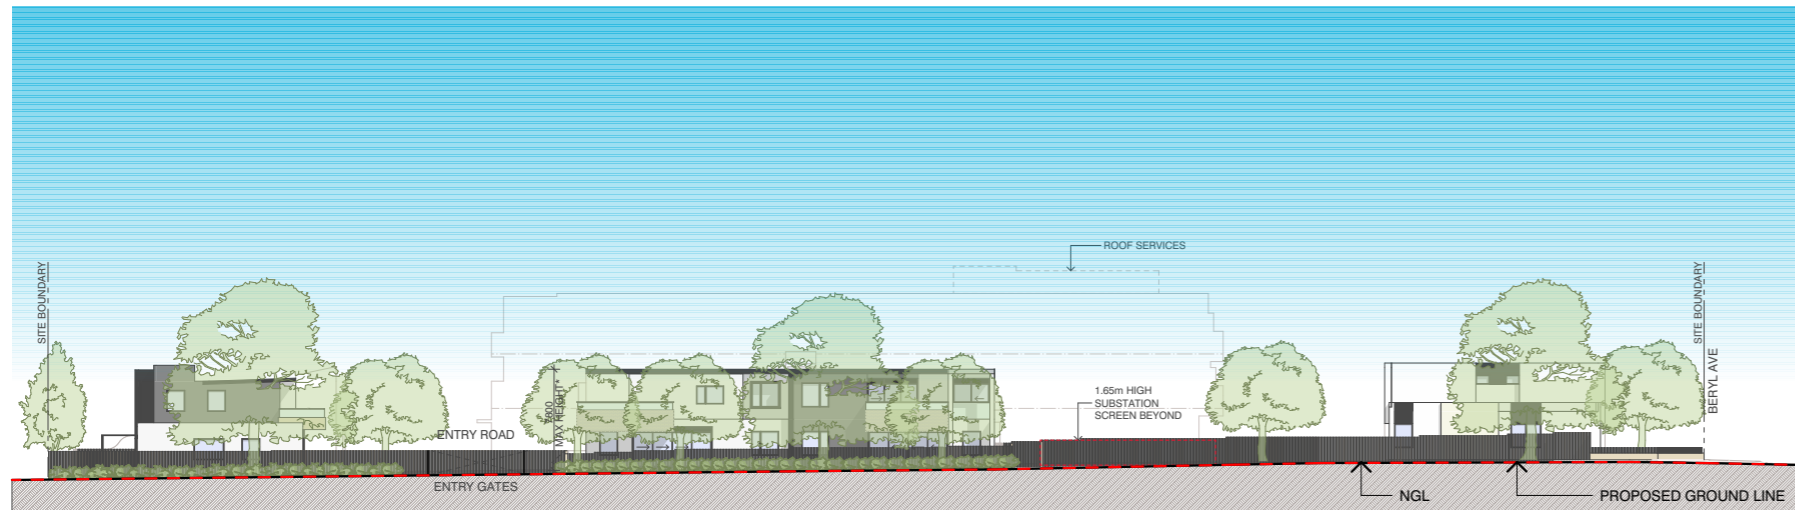 ROOF SERVICES
SITE BOUNDARY
SITE BOUNDARY
BERYL AVE
MAX HEIGHT*
1.65m HIGH
SUBSTATION
SCREEN BEYOND
ENTRY ROAD
ENTRY GATES
NGL
PROPOSED GROUND LINE